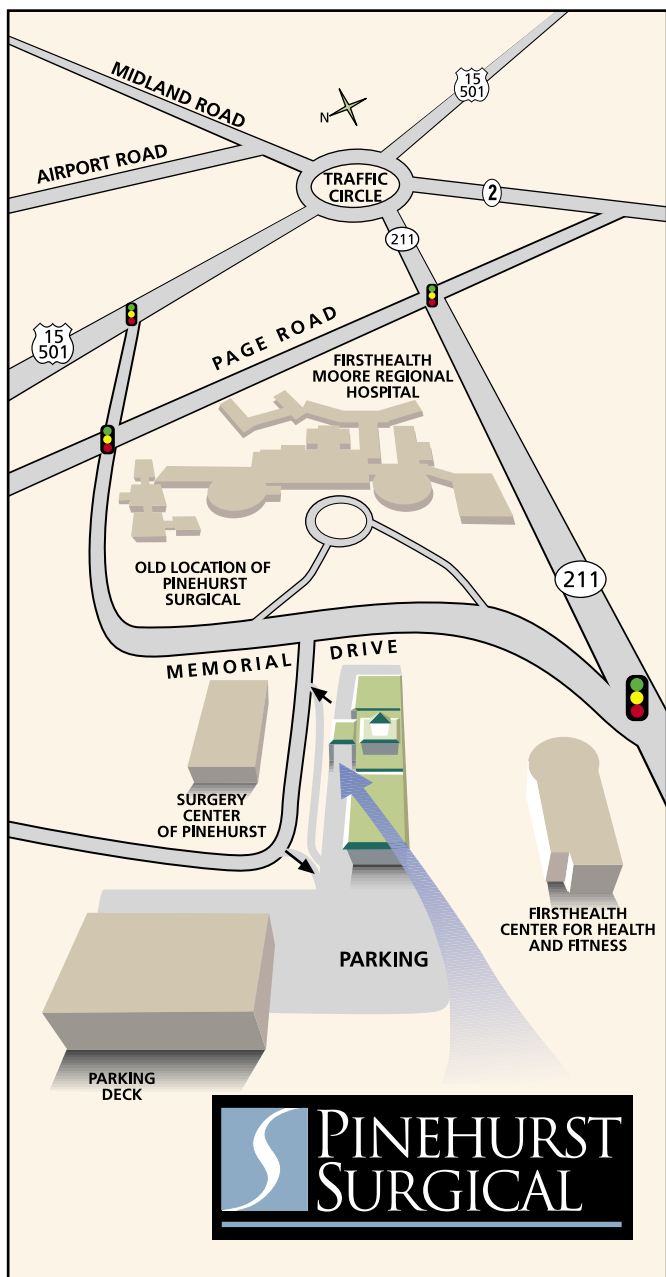 MIDLAND ROAD
15
501
N
AIRPORT ROAD
TRAFFIC
CIRCLE
2
211
15
501
PAGE ROAD
FIRSTHEALTH
MOORE REGIONAL
HOSPITAL
OLD LOCATION OF
PINEHURST
SURGICAL
211
MEMORIAL DRIVE
SURGERY
CENTER
OF PINEHURST
FIRSTHEALTH
CENTER FOR HEALTH
AND FITNESS
PARKING
PARKING
DECK
PINEHURST
SURGICAL